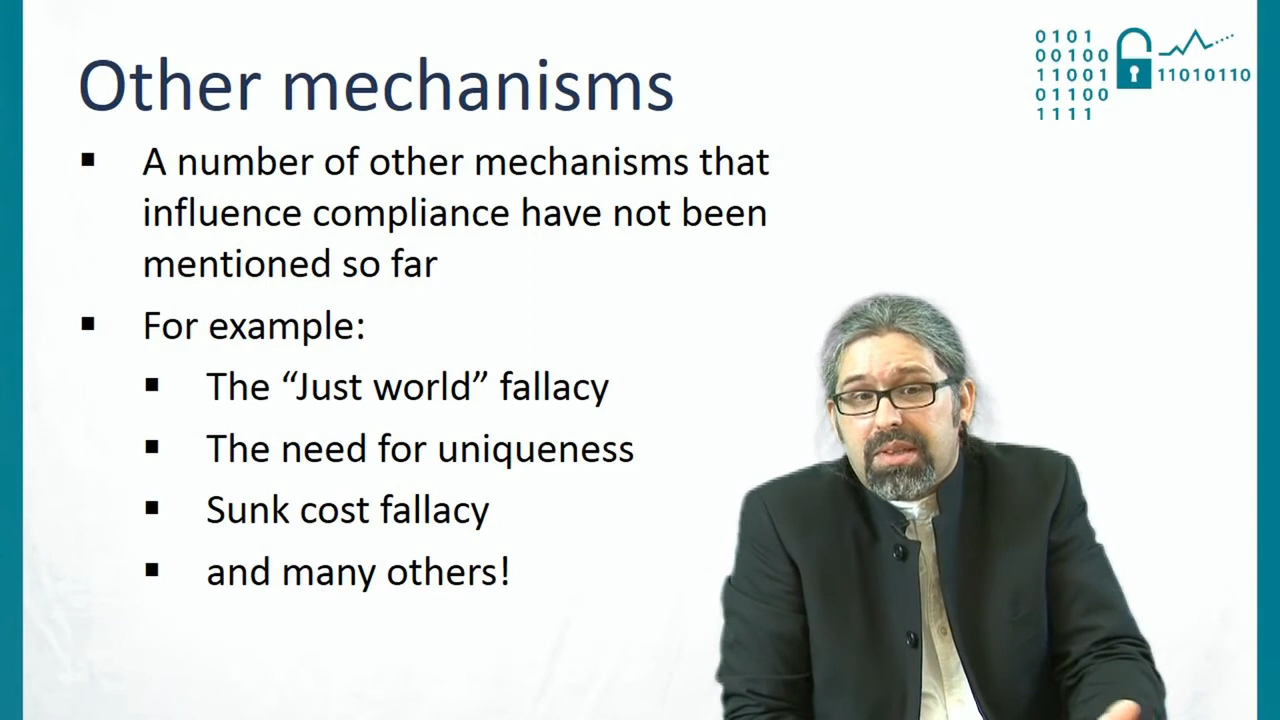 Other mechanisms
0101
00100
11001
11010110
01100
1111
▪ A number of other mechanisms that
influence compliance have not been
mentioned so far
▪ For example:
▪ The “Just world” fallacy
▪ The need for uniqueness
▪ Sunk cost fallacy
▪ and many others!